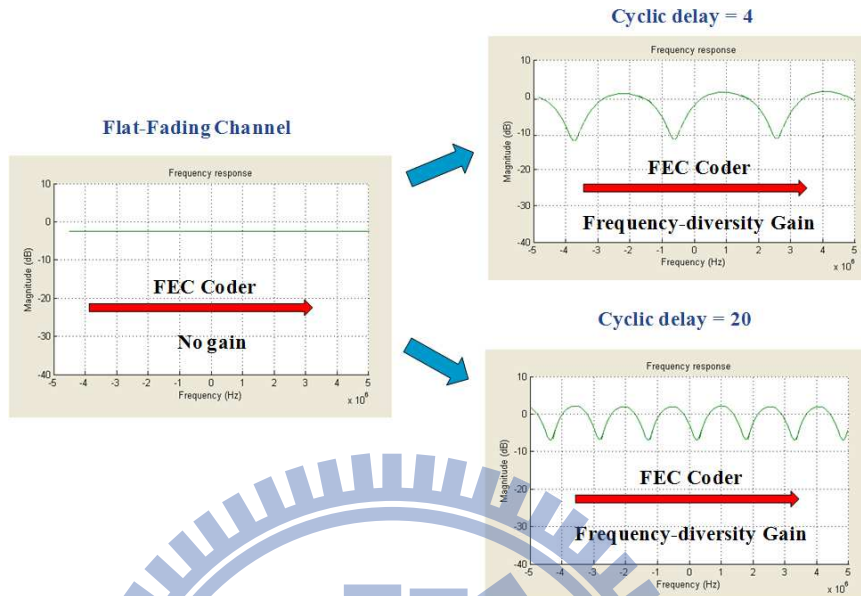 Flat-Fading Channel
Frequency response
10
0
-10
-20
-30
-40
Magnitude (dB)
-5 -4 -3 -2 -1 0 1 2 3 4 5
Frequency (Hz)
x 10^6
FEC Coder
No gain
Cyclic delay = 4
Frequency response
10
0
-10
-20
-30
-40
Magnitude (dB)
-5 -4 -3 -2 -1 0 1 2 3 4 5
Frequency (Hz)
x 10^6
FEC Coder
Frequency-diversity Gain
Cyclic delay = 20
Frequency response
10
0
-10
-20
-30
-40
Magnitude (dB)
-5 -4 -3 -2 -1 0 1 2 3 4 5
Frequency (Hz)
x 10^6
FEC Coder
Frequency-diversity Gain